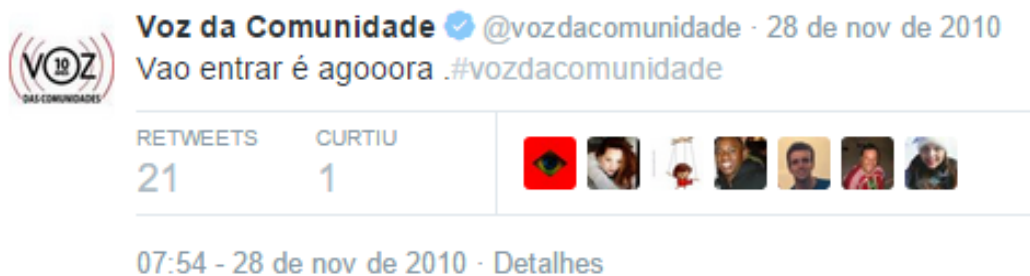 Voz da Comunidade @vozdacomunidade · 28 de nov de 2010
Vao entrar é agooora .#vozdacomunidade
VOZ
10
ANOS
DAS COMUNIDADES
RETWEETS CURTIU
21 1
07:54 - 28 de nov de 2010 · Detalhes